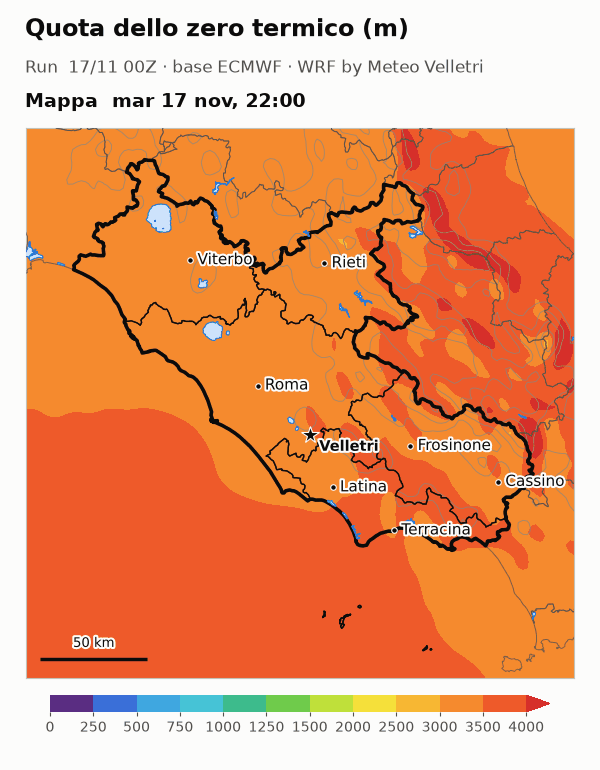 Quota dello zero termico (m)
Run  17/11 00Z · base ECMWF · WRF by Meteo Velletri
Mappa  mar 17 nov, 22:00
Viterbo
Rieti
Roma
Velletri
Frosinone
Cassino
Latina
Terracina
50 km
0 250 500 750 1000 1250 1500 2000 2500 3000 3500 4000